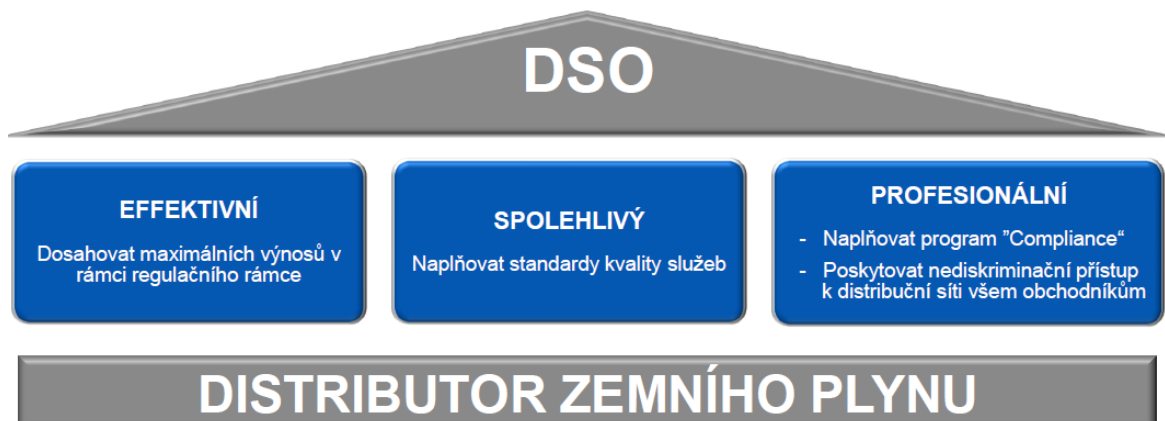 DSO
EFFEKTIVNÍ
Dosahovat maximálních výnosů v
rámci regulačního rámce
SPOLEHLIVÝ
Naplňovat standardy kvality služeb
PROFESIONÁLNÍ
- Naplňovat program ”Compliance“
- Poskytovat nediskriminační přístup
k distribuční síti všem obchodníkům
DISTRIBUTOR ZEMNÍHO PLYNU